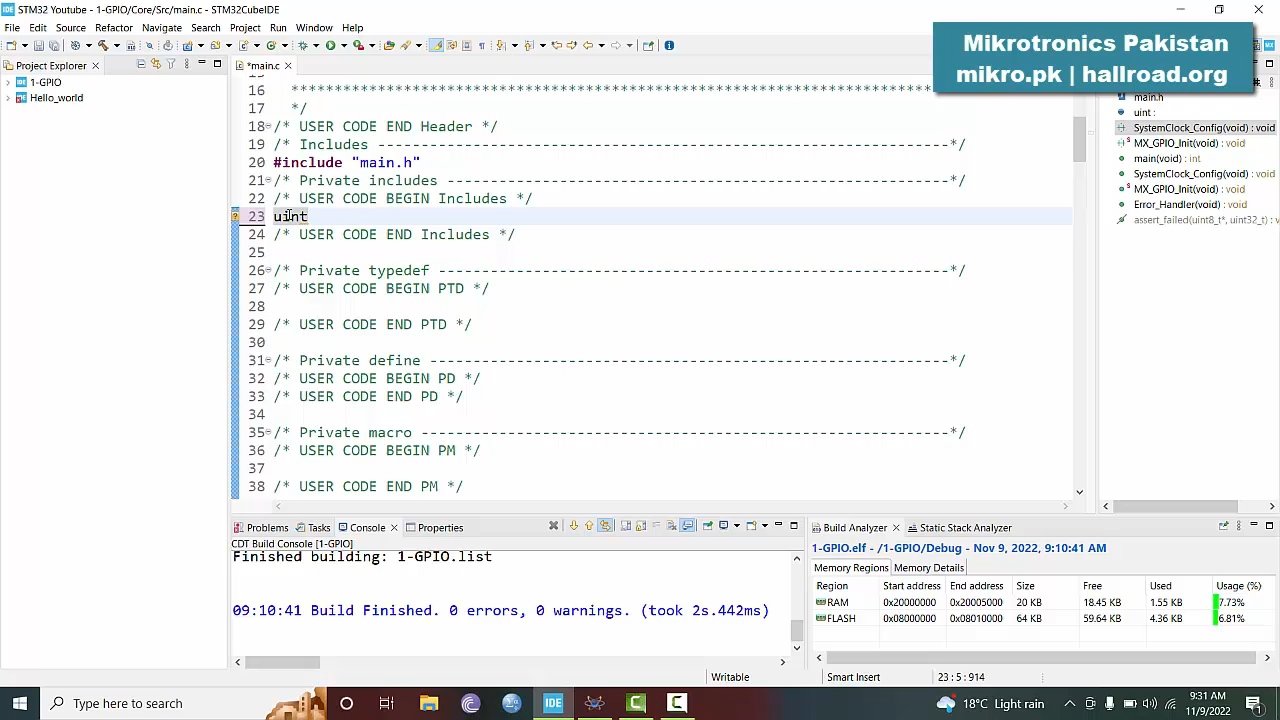 STM32 Youtube - 1-GPIO/Core/Src/main.c - STM32CubeIDE
File Edit Source Refactor Navigate Search Project Run Window Help
Mikrotronics Pakistan
mikro.pk | hallroad.org
Project Explorer
1-GPIO
Hello_world
*main.c
16 ******************************************************************************
17 */
18 /* USER CODE END Header */
19 /* Includes ------------------------------------------------------------------*/
20 #include "main.h"
21 /* Private includes ----------------------------------------------------------*/
22 /* USER CODE BEGIN Includes */
23 uint
24 /* USER CODE END Includes */
25
26 /* Private typedef -----------------------------------------------------------*/
27 /* USER CODE BEGIN PTD */
28
29 /* USER CODE END PTD */
30
31 /* Private define ------------------------------------------------------------*/
32 /* USER CODE BEGIN PD */
33 /* USER CODE END PD */
34
35 /* Private macro -------------------------------------------------------------*/
36 /* USER CODE BEGIN PM */
37
38 /* USER CODE END PM */
main.h
uint :
SystemClock_Config(void) : void
MX_GPIO_Init(void) : void
main(void) : int
SystemClock_Config(void) : void
MX_GPIO_Init(void) : void
Error_Handler(void) : void
assert_failed(uint8_t*, uint32_t) : void
Problems Tasks Console Properties
CDT Build Console [1-GPIO]
Finished building: 1-GPIO.list
09:10:41 Build Finished. 0 errors, 0 warnings. (took 2s.442ms)
Build Analyzer Static Stack Analyzer
1-GPIO.elf - /1-GPIO/Debug - Nov 9, 2022, 9:10:41 AM
Memory Regions Memory Details
Region Start address End address Size Free Used Usage (%)
RAM 0x20000000 0x20005000 20 KB 18.45 KB 1.55 KB 7.73%
FLASH 0x08000000 0x08010000 64 KB 59.64 KB 4.36 KB 6.81%
Writable Smart Insert 23 : 5 : 914
Type here to search
IDE
18°C Light rain
9:31 AM
11/9/2022